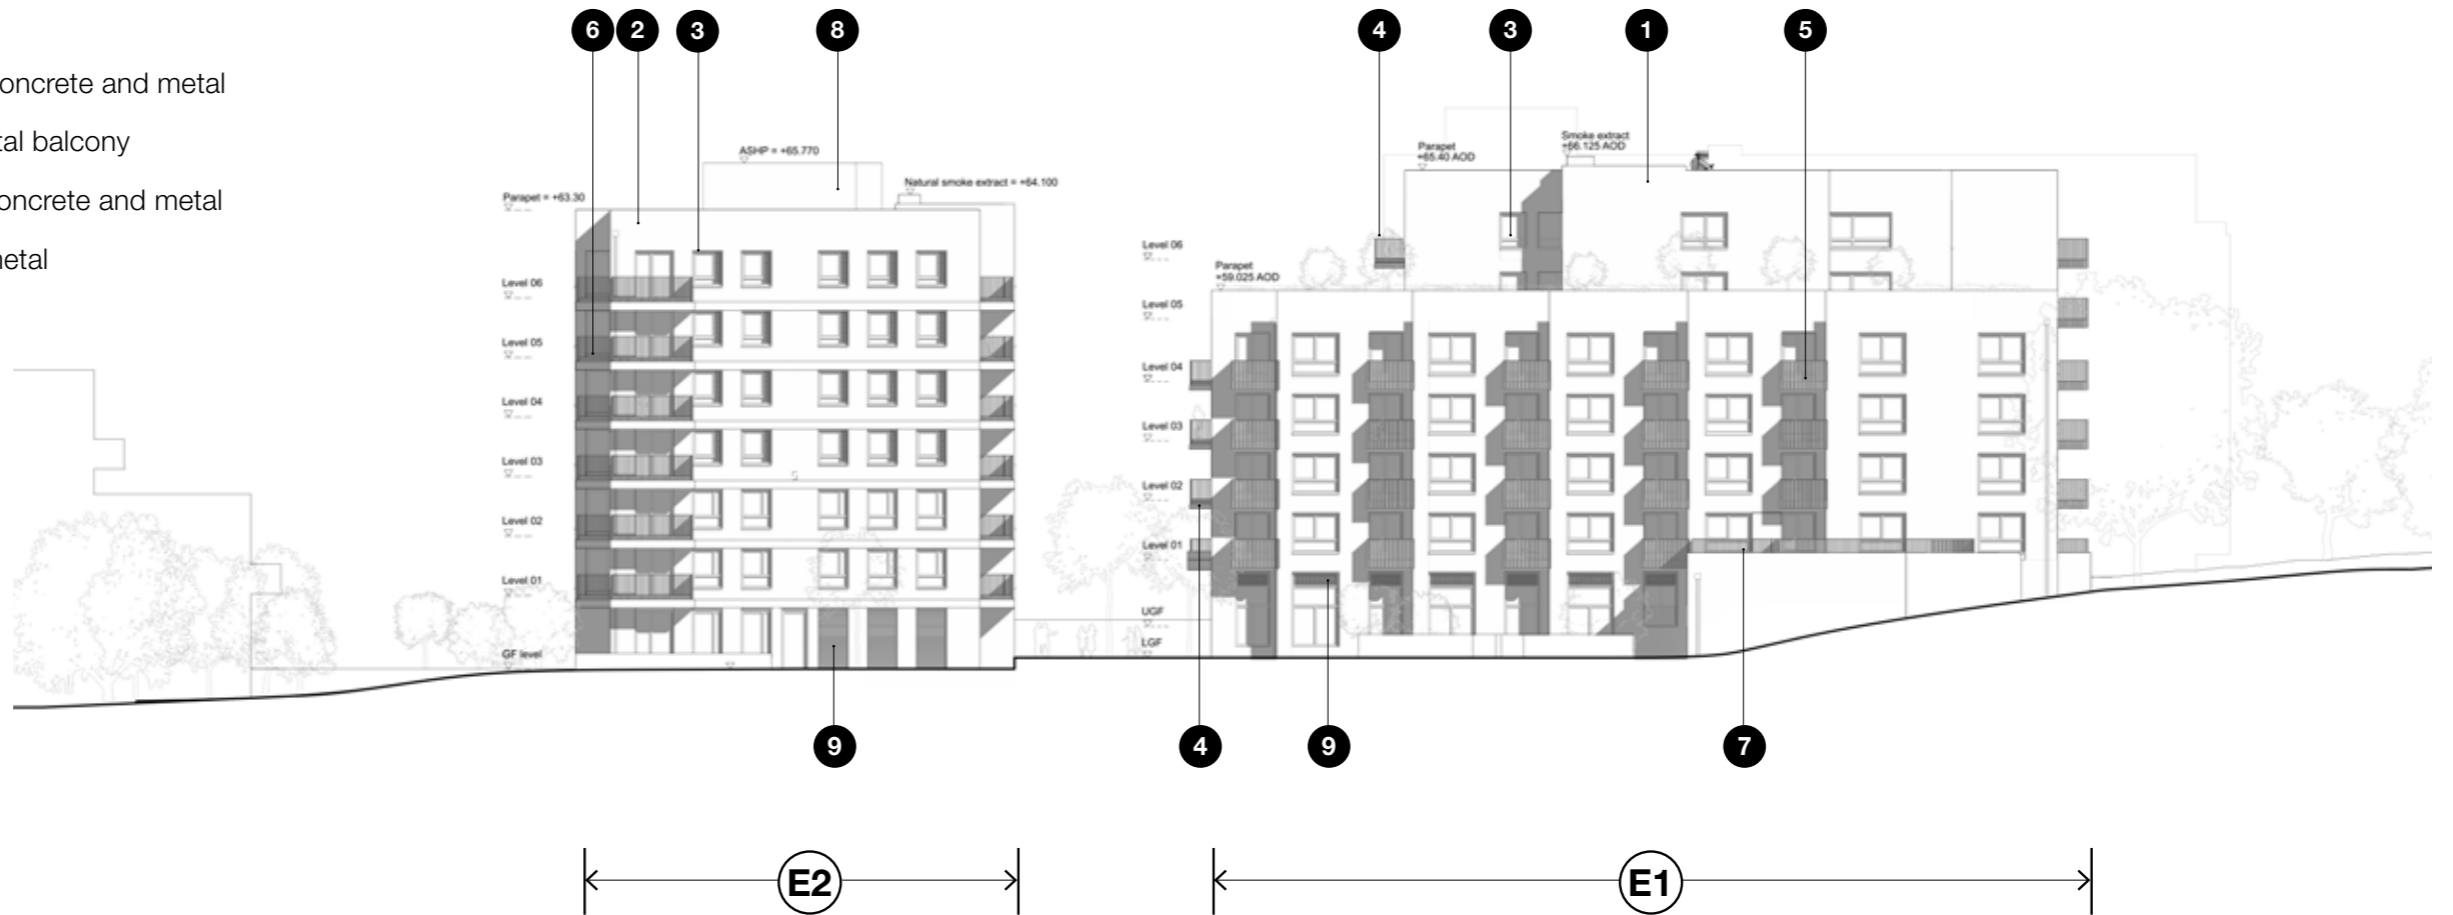 6 2 3 8 4 3 1 5
oncrete and metal
tal balcony
oncrete and metal
netal
Smoke extract
+66.125 AOD
Parapet
+65.40 AOD
ASHP = +65.770
Natural smoke extract = +64.100
Parapet = +63.30
Level 06
Parapet
+59.025 AOD
Level 06
Level 05
Level 05
Level 04
Level 04
Level 03
Level 03
Level 02
Level 02
Level 01
Level 01
UGF
LGF
GF level
9 4 9 7
E2 E1